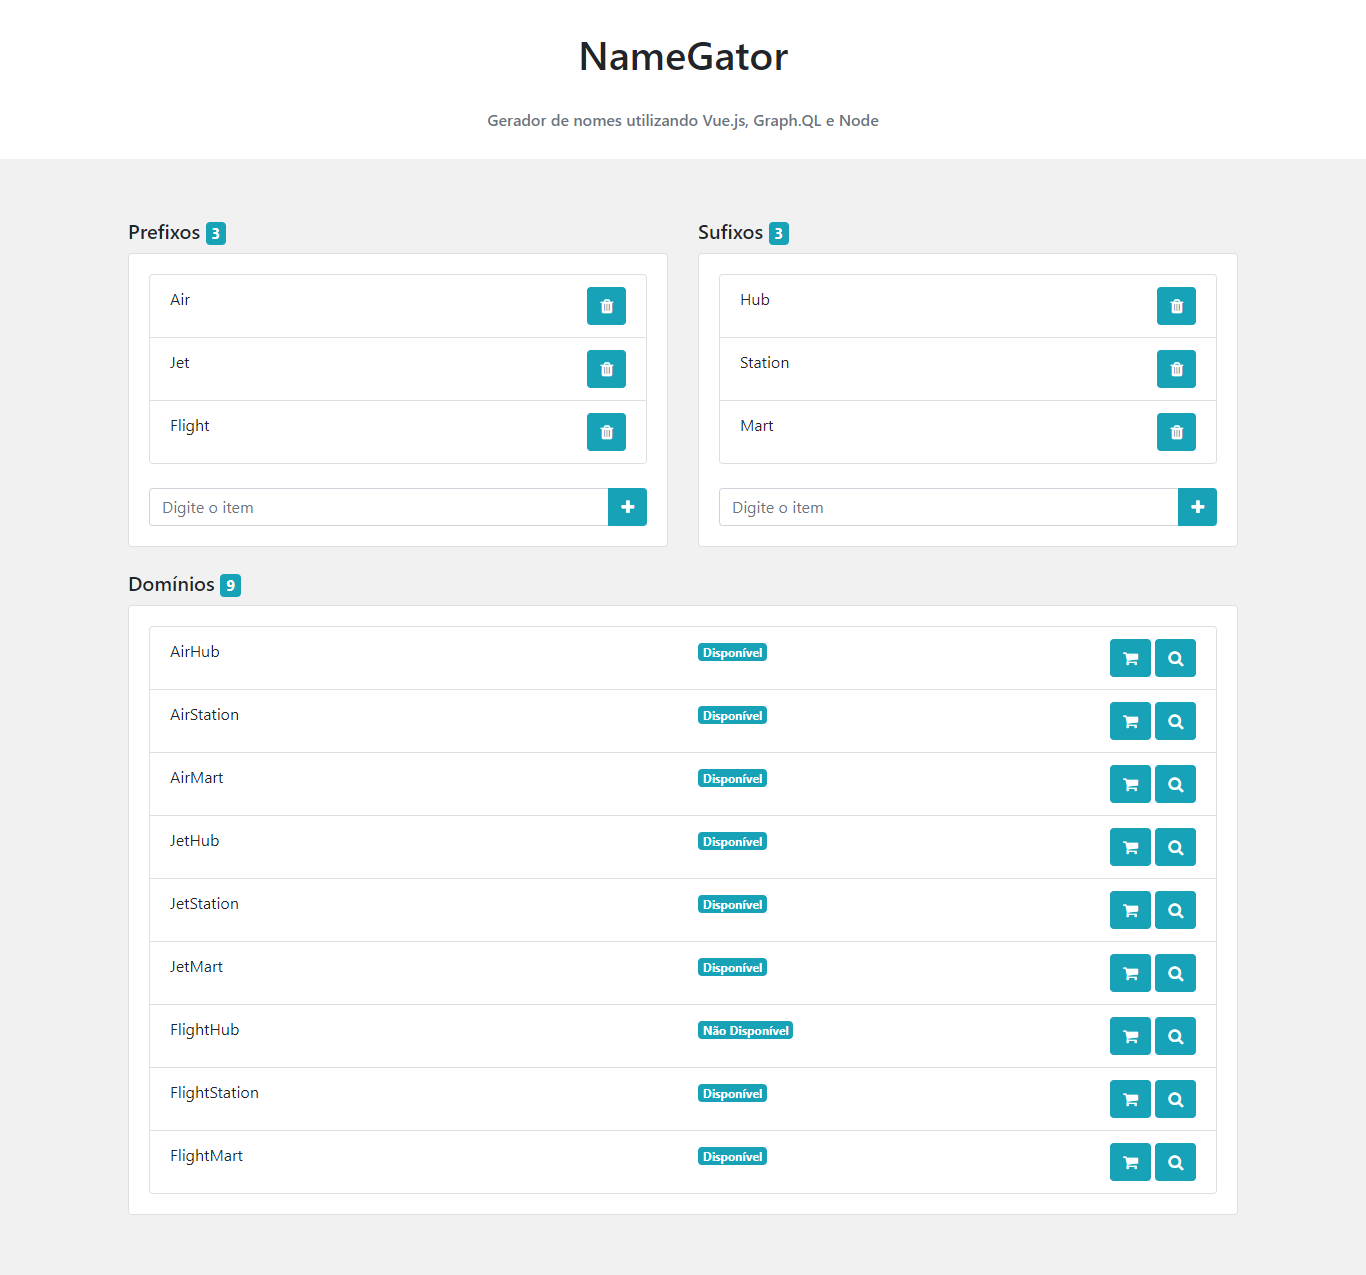 NameGator
Gerador de nomes utilizando Vue.js, Graph.QL e Node
Prefixos 3
Air
Jet
Flight
Digite o item
Sufixos 3
Hub
Station
Mart
Digite o item
Domínios 9
AirHub Disponível
AirStation Disponível
AirMart Disponível
JetHub Disponível
JetStation Disponível
JetMart Disponível
FlightHub Não Disponível
FlightStation Disponível
FlightMart Disponível